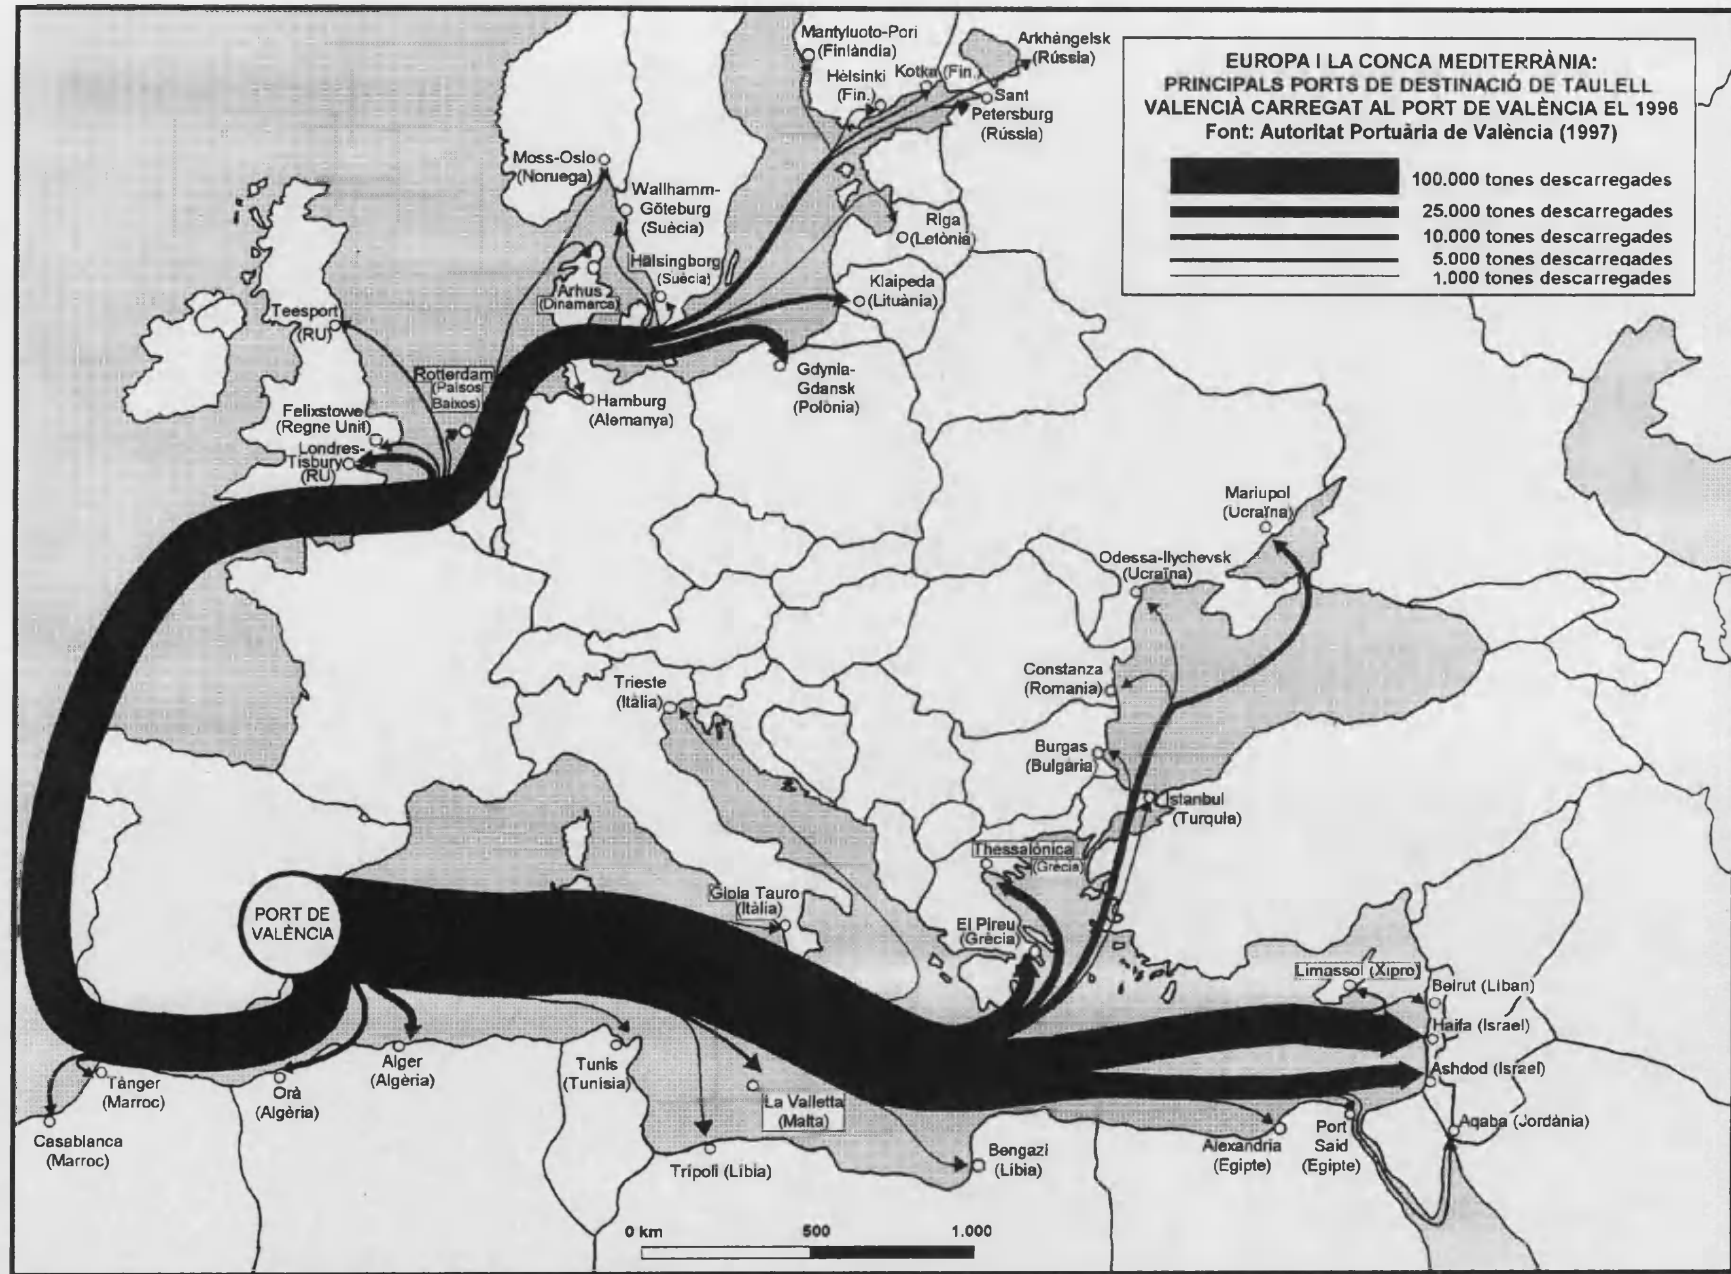 EUROPA I LA CONCA MEDITERRÀNIA:
PRINCIPALS PORTS DE DESTINACIÓ DE TAULELL
VALENCIÀ CARREGAT AL PORT DE VALÈNCIA EL 1996
Font: Autoritat Portuària de València (1997)
100.000 tones descarregades
25.000 tones descarregades
10.000 tones descarregades
5.000 tones descarregades
1.000 tones descarregades
Mantyluoto-Pori
(Finlàndia)
Hèlsinki
(Fin.)
Kotka (Fin.)
Arkhàngelsk
(Rússia)
Sant
Petersburg
(Rússia)
Moss-Oslo
(Noruega)
Wallhamm-
Göteburg
(Suècia)
Hälsingborg
(Suècia)
Arhus
(Dinamarca)
Riga
(Letònia)
Klaipeda
(Lituània)
Teesport
(RU)
Rotterdam
(Països
Baixos)
Felixstowe
(Regne Unit)
Londres-
Tisbury
(RU)
Hamburg
(Alemanya)
Gdynia-
Gdansk
(Polònia)
Mariupol
(Ucraïna)
Odessa-Ilychevsk
(Ucraïna)
Constanza
(Romania)
Trieste
(Itàlia)
Burgas
(Bulgària)
Istanbul
(Turquia)
Thessalònica
(Grècia)
Gioia Tauro
(Itàlia)
El Pireu
(Grècia)
PORT DE
VALÈNCIA
Limassol (Xipre)
Beirut (Líban)
Haifa (Israel)
Ashdod (Israel)
Aqaba (Jordània)
Tànger
(Marroc)
Casablanca
(Marroc)
Orà
(Algèria)
Alger
(Algèria)
Tunis
(Tunísia)
La Valletta
(Malta)
Trípoli (Líbia)
Bengazi
(Líbia)
Alexandria
(Egipte)
Port
Said
(Egipte)
0 km 500 1.000